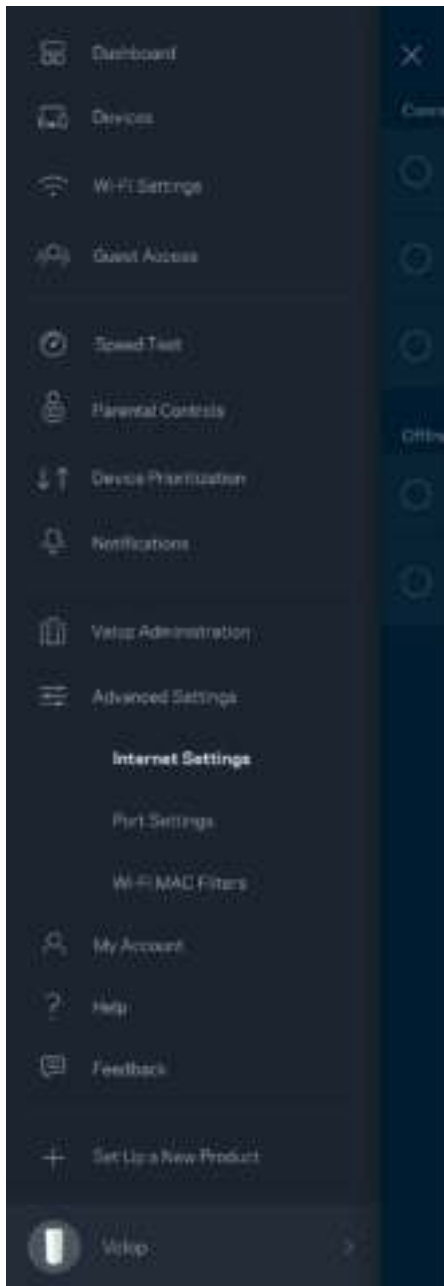 Dashboard
Devices
Wi-Fi Settings
Guest Access
Speed Test
Parental Controls
Device Prioritization
Notifications
Velop Administration
Advanced Settings
Internet Settings
Port Settings
Wi-Fi MAC Filters
My Account
Help
Feedback
Set Up a New Product
Velop